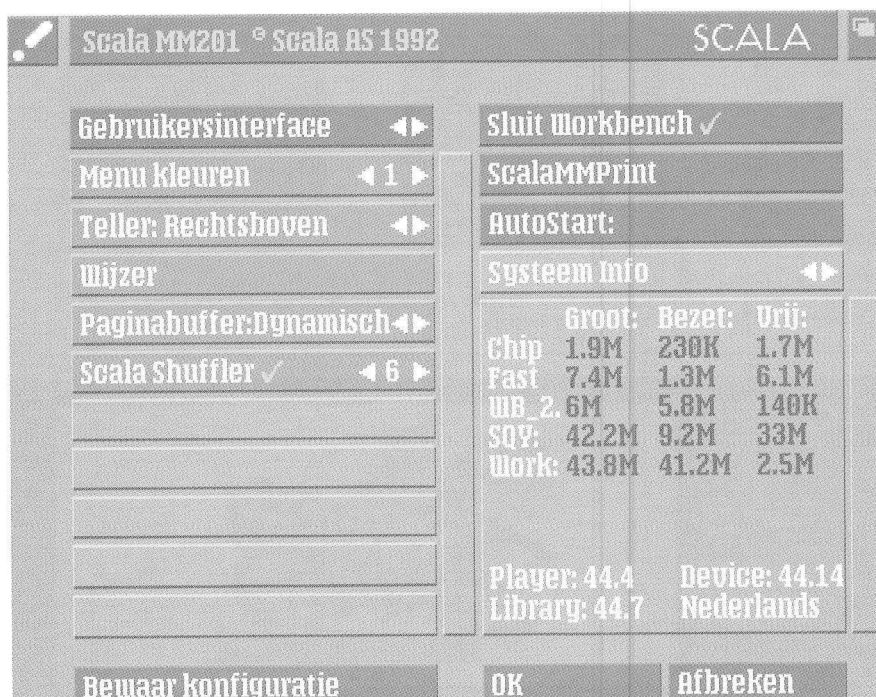 Scala MM201 © Scala AS 1992 SCALA
Gebruikersinterface
Menu kleuren 1
Teller: Rechtsboven
Wijzer
Paginabuffer:Dynamisch
Scala Shuffler ✓ 6
Bewaar konfiguratie
Sluit Workbench ✓
ScalaMMPrint
AutoStart:
Systeem Info
Groot: Bezet: Vrij:
Chip 1.9M 230K 1.7M
Fast 7.4M 1.3M 6.1M
WB_2. 6M 5.8M 140K
SQY: 42.2M 9.2M 33M
Work: 43.8M 41.2M 2.5M
Player: 44.4 Device: 44.14
Library: 44.7 Nederlands
OK Afbreken